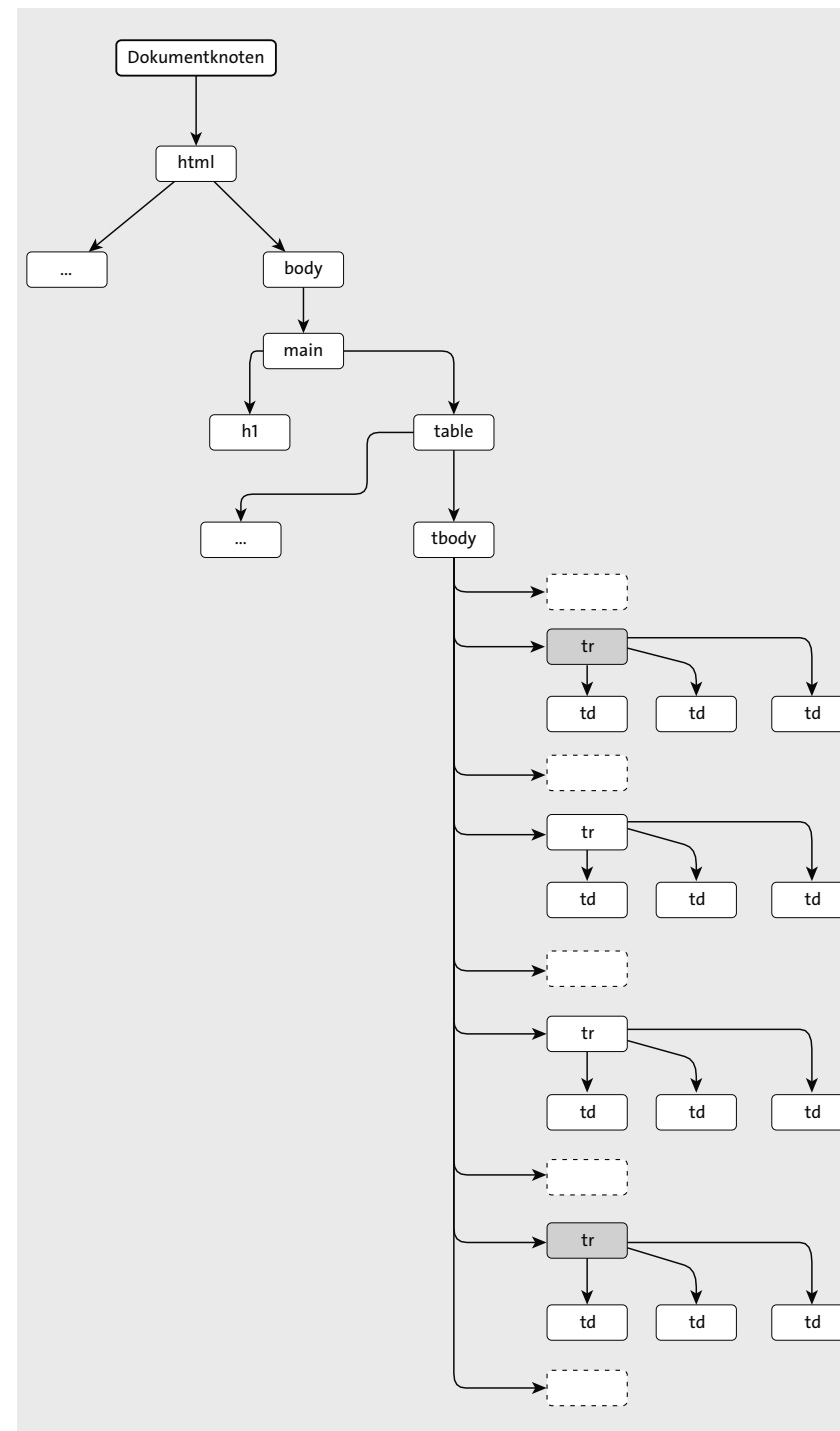 Dokumentknoten
html
...
body
main
h1
table
...
tbody
tr
td
td
td
tr
td
td
td
tr
td
td
td
tr
td
td
td